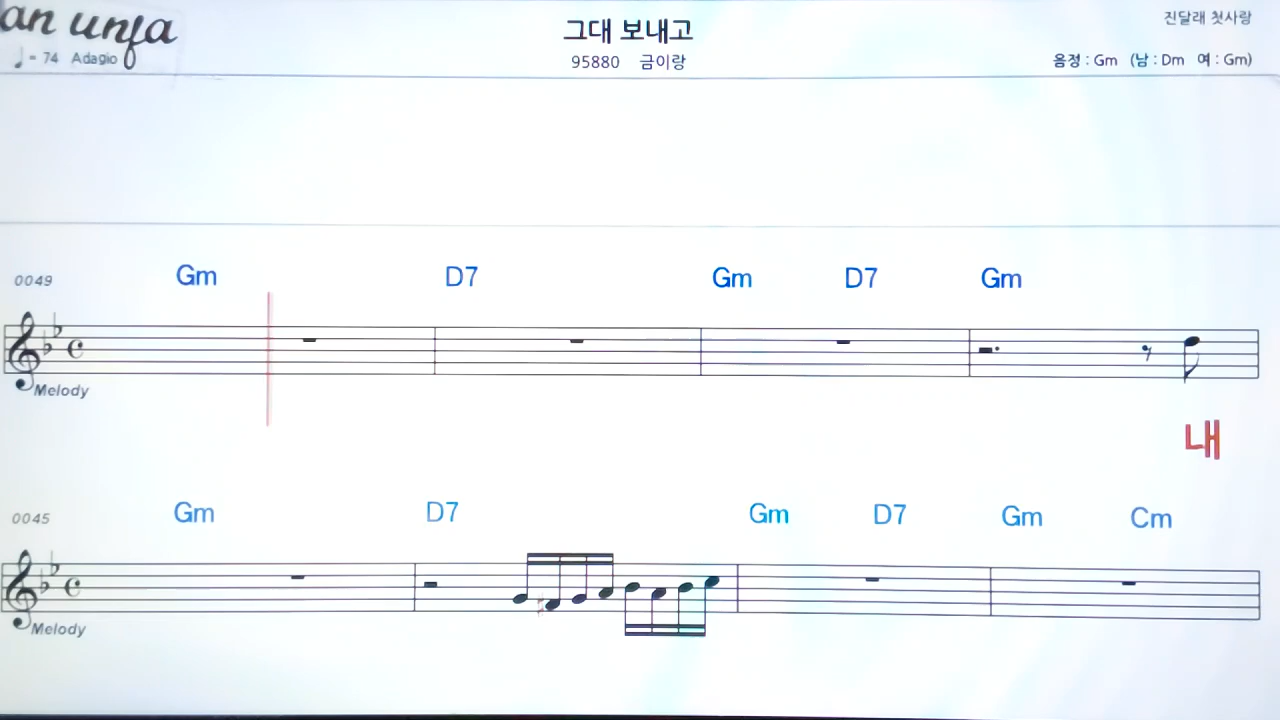 an unja
그대 보내고
진달래 첫사랑
♩= 74 Adagio
95880 금이랑
음정 : Gm (남 : Dm 여 : Gm)
0049 Gm D7 Gm D7 Gm
Melody
내
0045 Gm D7 Gm D7 Gm Cm
Melody